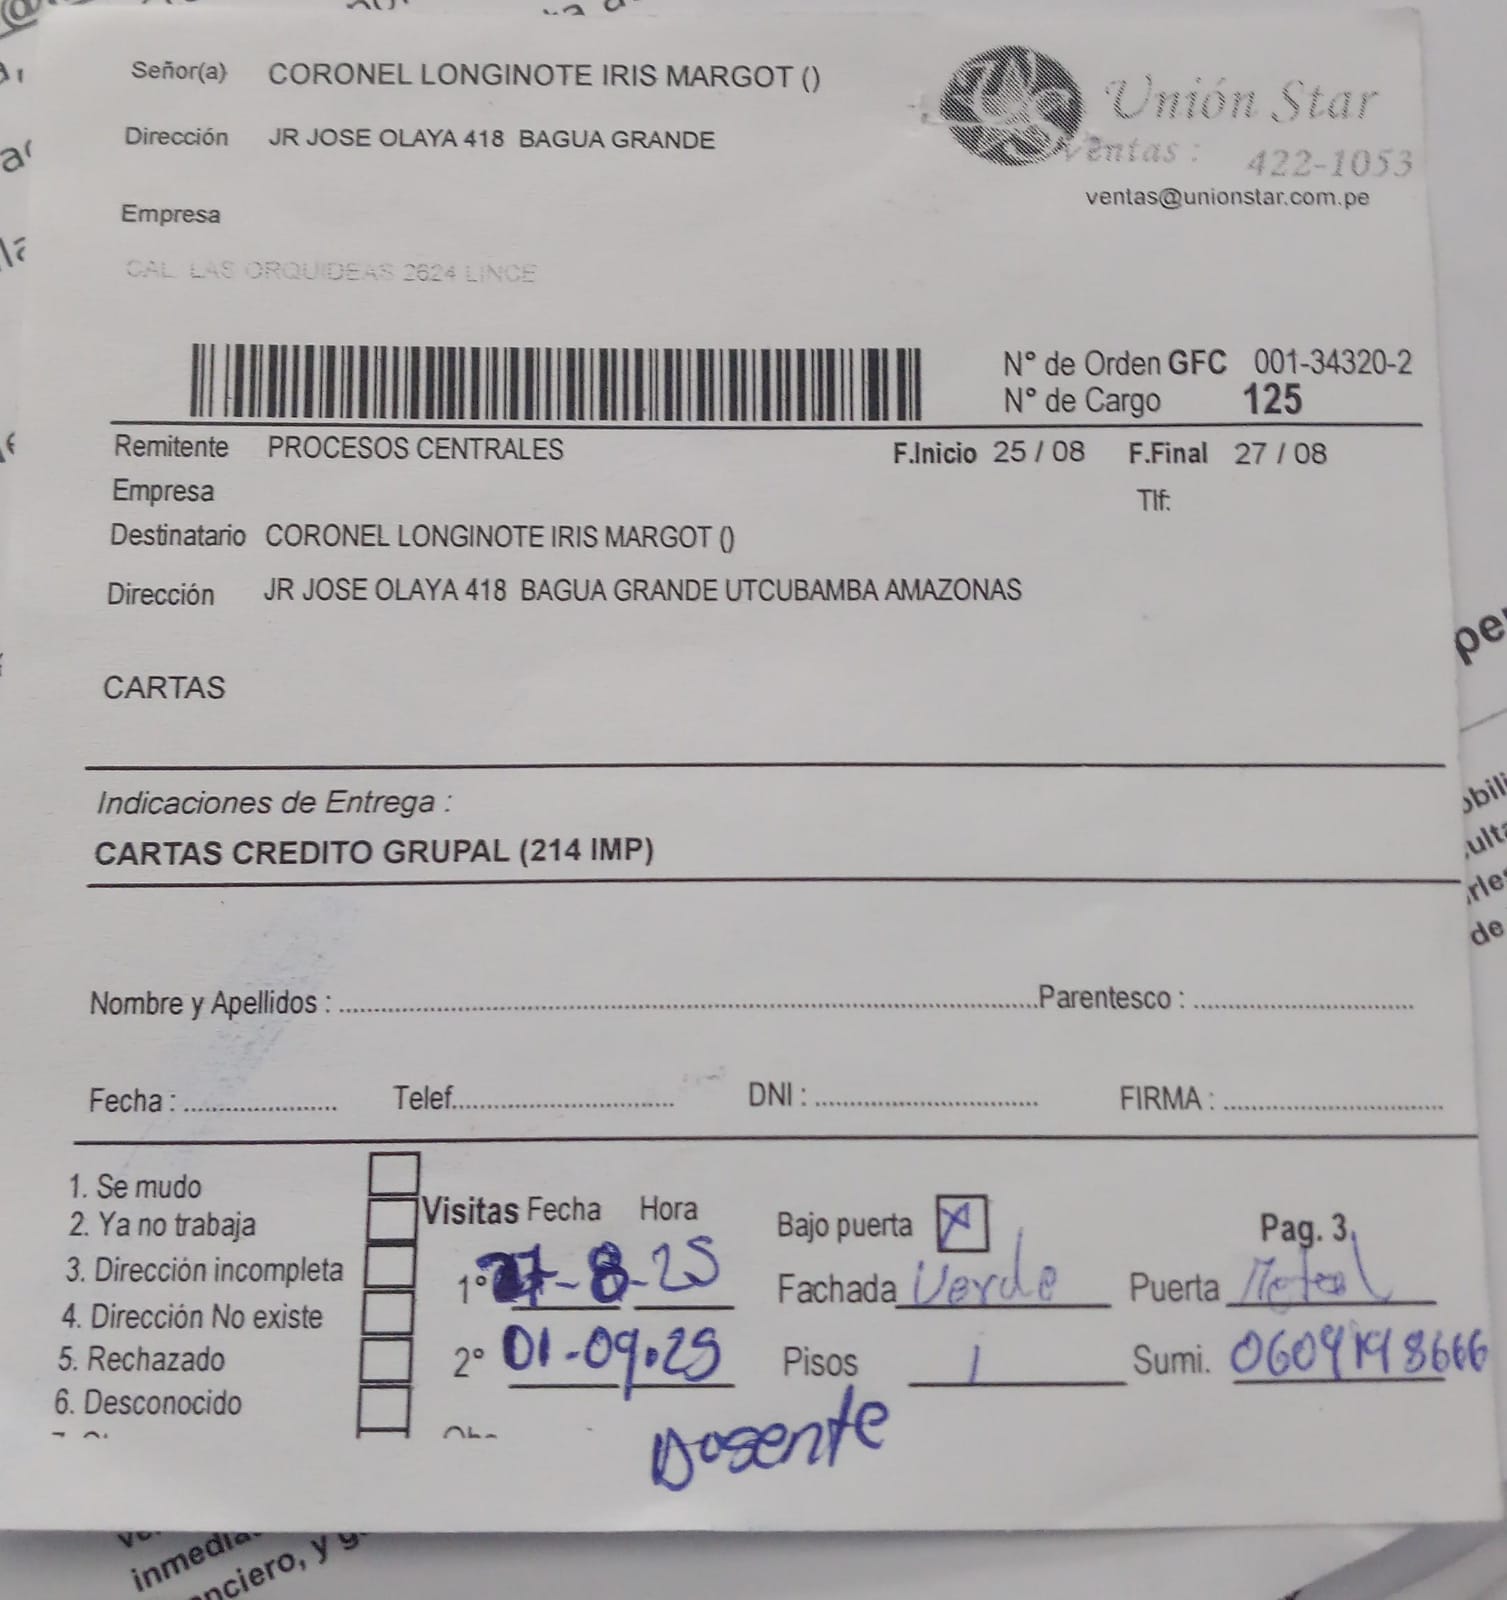 Señor(a) CORONEL LONGINOTE IRIS MARGOT ()
Unión Star
Dirección JR JOSE OLAYA 418 BAGUA GRANDE
Ventas : 422-1053
ventas@unionstar.com.pe
Empresa
CAL. LAS ORQUIDEAS 2624 LINCE
N° de Orden GFC 001-34320-2
N° de Cargo 125
Remitente PROCESOS CENTRALES F.Inicio 25 / 08 F.Final 27 / 08
Empresa Tlf:
Destinatario CORONEL LONGINOTE IRIS MARGOT ()
Dirección JR JOSE OLAYA 418 BAGUA GRANDE UTCUBAMBA AMAZONAS
CARTAS
Indicaciones de Entrega :
CARTAS CREDITO GRUPAL (214 IMP)
Nombre y Apellidos : Parentesco :
Fecha : Telef. DNI : FIRMA :
1. Se mudo
2. Ya no trabaja
3. Dirección incompleta
4. Dirección No existe
5. Rechazado
6. Desconocido
Visitas Fecha Hora
1° 27-8-25
2° 01-09.25
Bajo puerta X Pag. 3
Fachada Verde Puerta Metal
Pisos 1 Sumi.
inmedia
nciero, y g